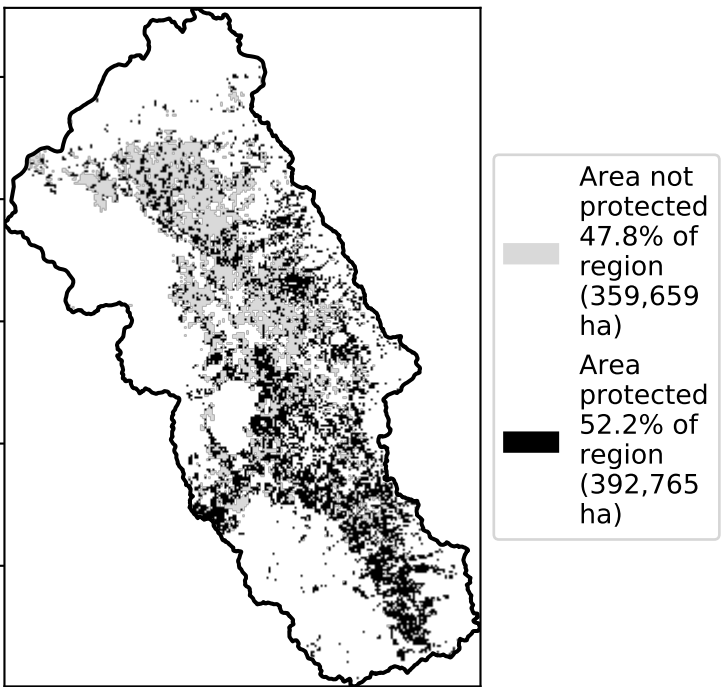 Area not
protected
47.8% of
region
(359,659
ha)
Area
protected
52.2% of
region
(392,765
ha)